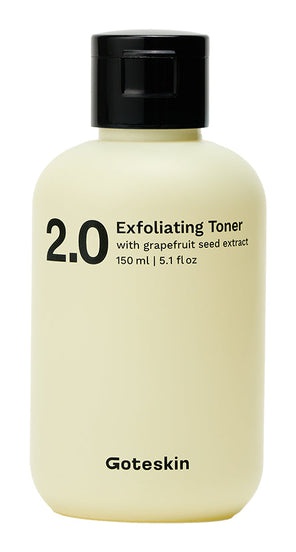 2.0
Exfoliating Toner
with grapefruit seed extract
150 ml | 5.1 fl oz
Goteskin